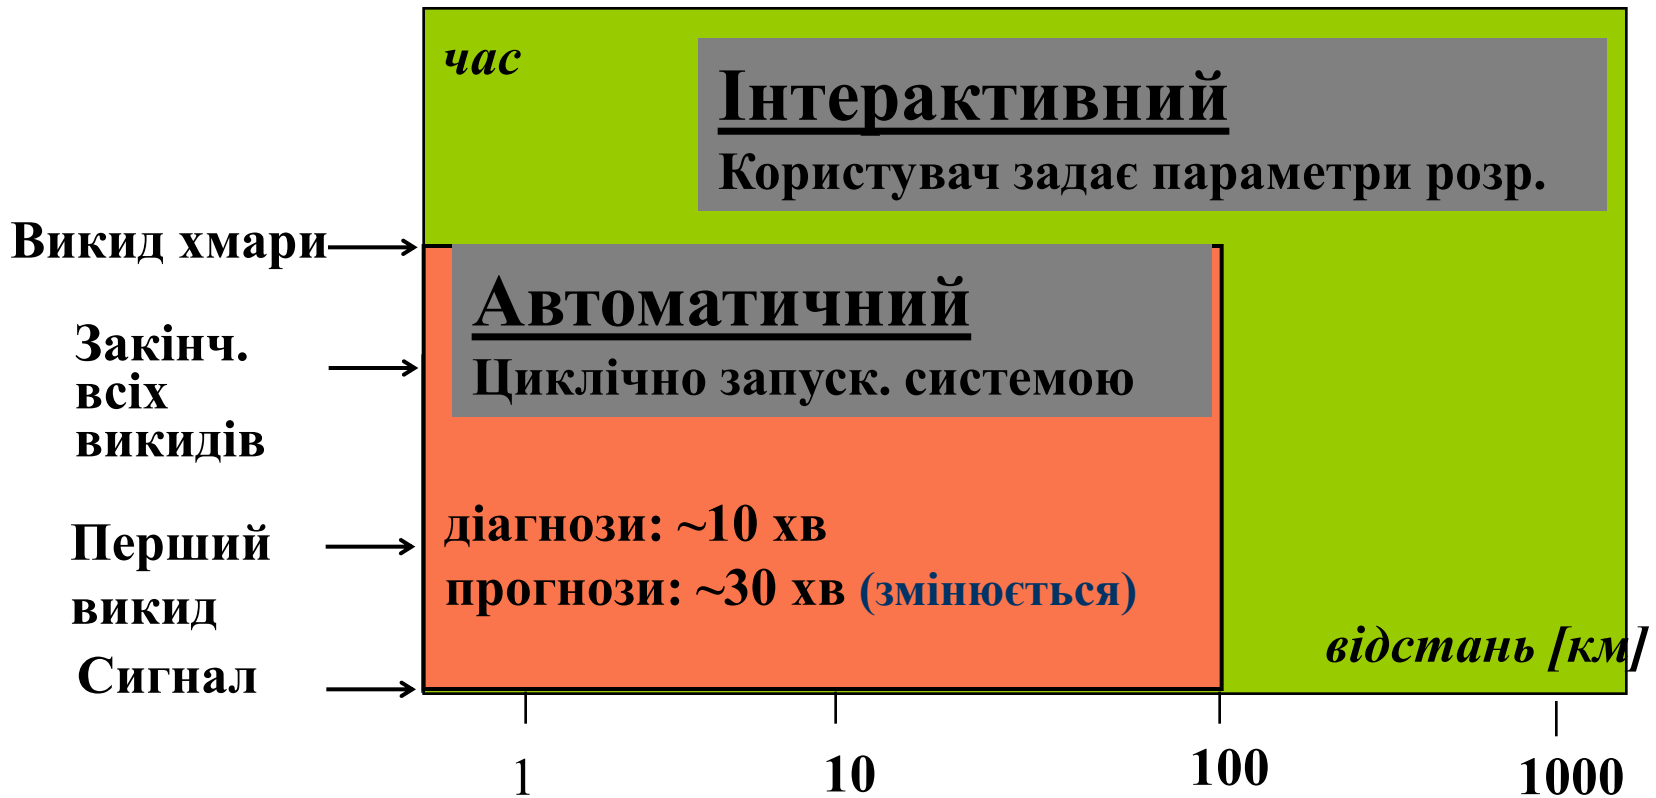 час
Інтерактивний
Користувач задає параметри розр.
Викид хмари
Автоматичний
Циклічно запуск. системою
Закінч.
всіх
викидів
діагнози: ~10 хв
прогнози: ~30 хв (змінюється)
Перший
викид
відстань [км]
Сигнал
1
10
100
1000